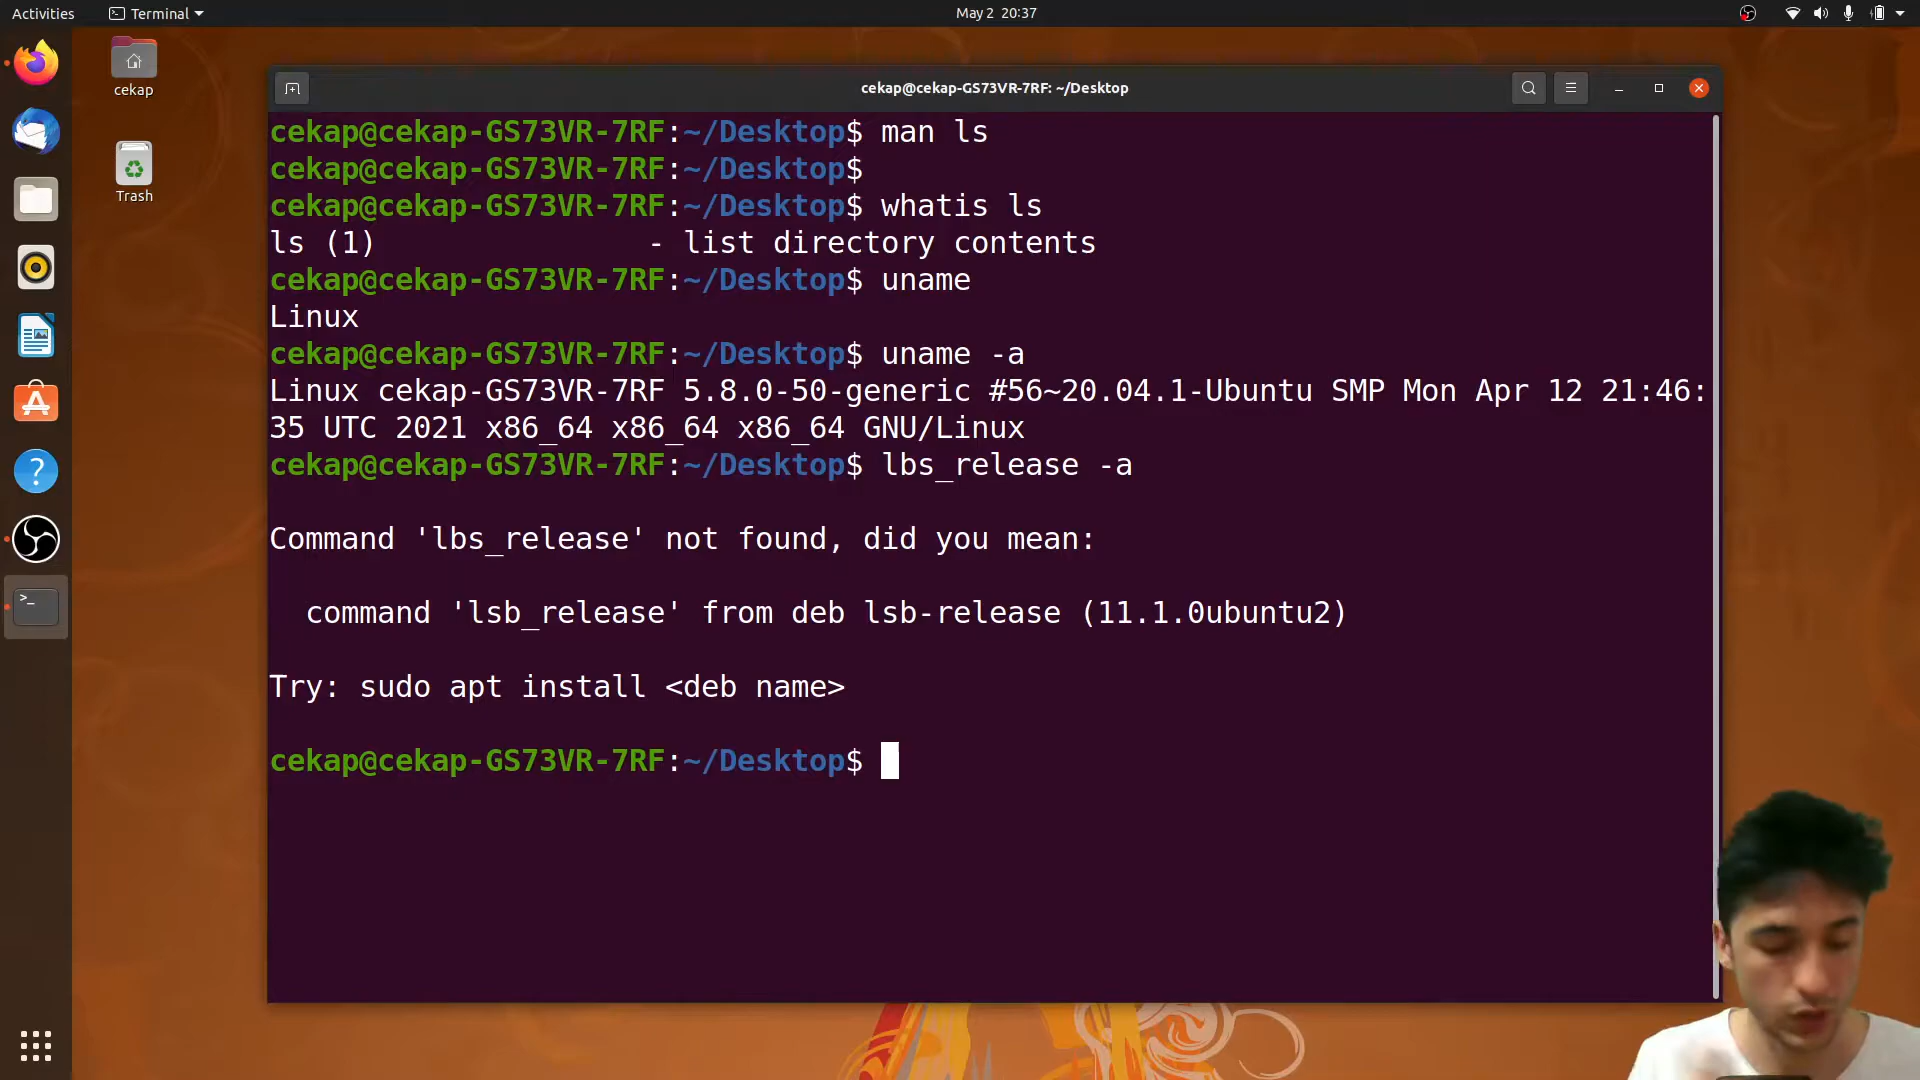 Activities
Terminal
May 2 20:37
cekap
Trash
cekap@cekap-GS73VR-7RF: ~/Desktop
cekap@cekap-GS73VR-7RF:~/Desktop$ man ls
cekap@cekap-GS73VR-7RF:~/Desktop$
cekap@cekap-GS73VR-7RF:~/Desktop$ whatis ls
ls (1)               - list directory contents
cekap@cekap-GS73VR-7RF:~/Desktop$ uname
Linux
cekap@cekap-GS73VR-7RF:~/Desktop$ uname -a
Linux cekap-GS73VR-7RF 5.8.0-50-generic #56~20.04.1-Ubuntu SMP Mon Apr 12 21:46:
35 UTC 2021 x86_64 x86_64 x86_64 GNU/Linux
cekap@cekap-GS73VR-7RF:~/Desktop$ lbs_release -a
Command 'lbs_release' not found, did you mean:
command 'lsb_release' from deb lsb-release (11.1.0ubuntu2)
Try: sudo apt install <deb name>
cekap@cekap-GS73VR-7RF:~/Desktop$